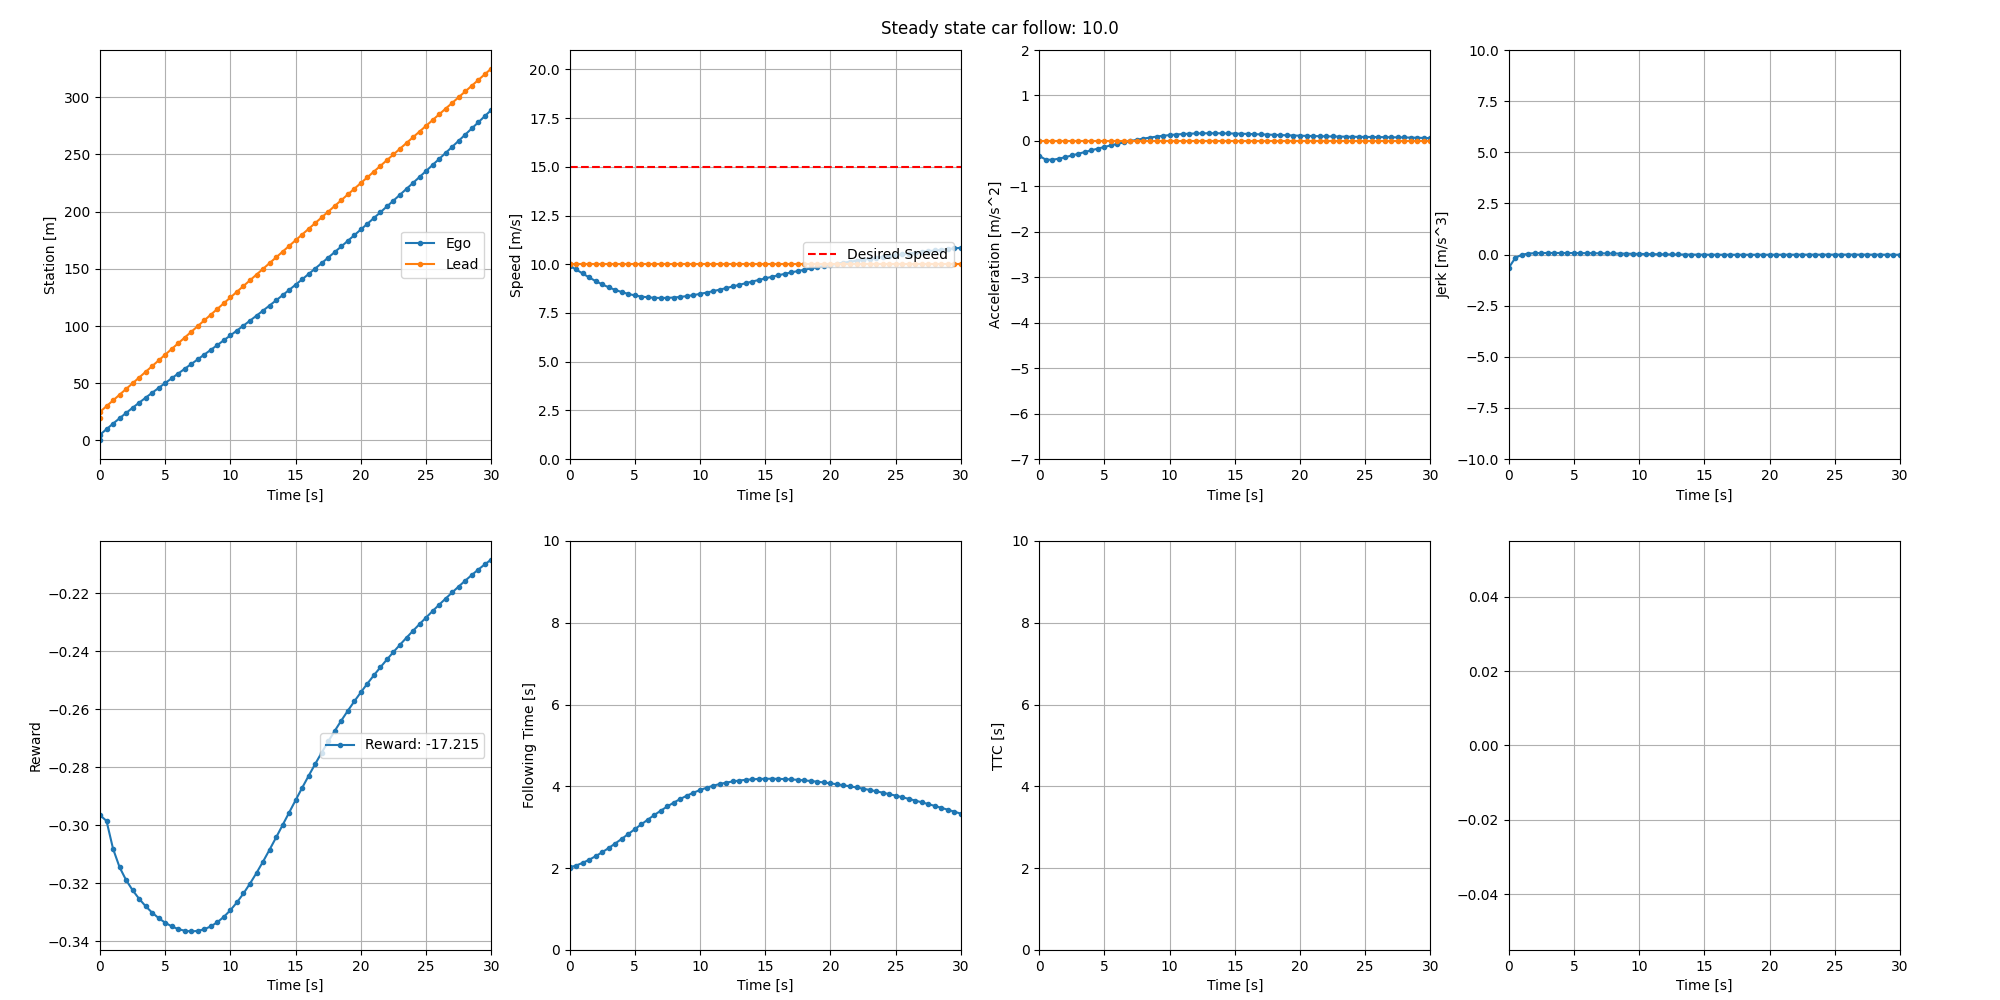 Steady state car follow: 10.0
Station [m]
300
250
200
150
100
50
0
Ego
Lead
0 5 10 15 20 25 30
Time [s]
Speed [m/s]
20.0
17.5
15.0
12.5
10.0
7.5
5.0
2.5
0.0
Desired Speed
0 5 10 15 20 25 30
Time [s]
Acceleration [m/s^2]
2
1
0
−1
−2
−3
−4
−5
−6
−7
0 5 10 15 20 25 30
Time [s]
Jerk [m/s^3]
10.0
7.5
5.0
2.5
0.0
−2.5
−5.0
−7.5
−10.0
0 5 10 15 20 25 30
Time [s]
Reward
−0.22
−0.24
−0.26
−0.28
−0.30
−0.32
−0.34
Reward: -17.215
0 5 10 15 20 25 30
Time [s]
Following Time [s]
10
8
6
4
2
0
0 5 10 15 20 25 30
Time [s]
TTC [s]
10
8
6
4
2
0
0 5 10 15 20 25 30
Time [s]
0.04
0.02
0.00
−0.02
−0.04
0 5 10 15 20 25 30
Time [s]